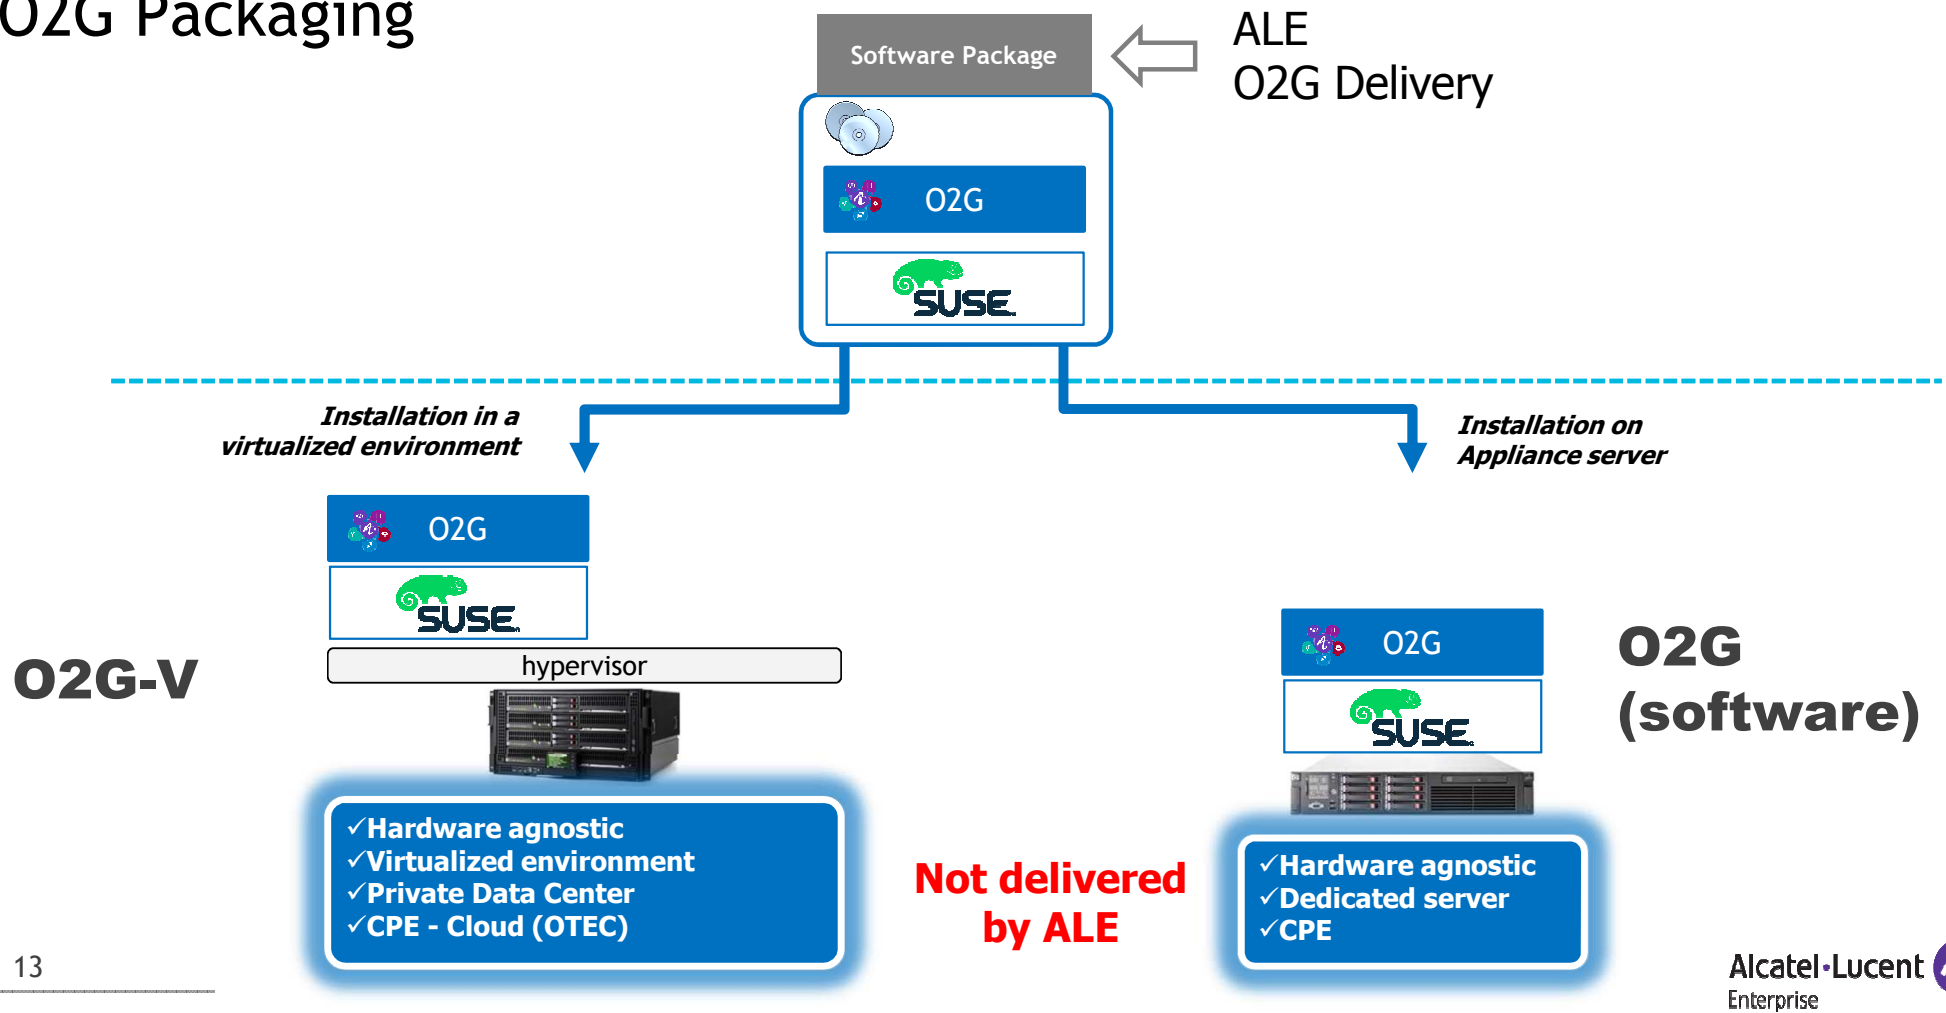 O2G Packaging
Software Package
ALE
O2G Delivery
O2G
SUSE
Installation in a
virtualized environment
Installation on
Appliance server
O2G
SUSE
hypervisor
O2G-V
O2G
SUSE
O2G
(software)
✓Hardware agnostic
✓Virtualized environment
✓Private Data Center
✓CPE - Cloud (OTEC)
Not delivered
by ALE
✓Hardware agnostic
✓Dedicated server
✓CPE
13
Alcatel·Lucent
Enterprise